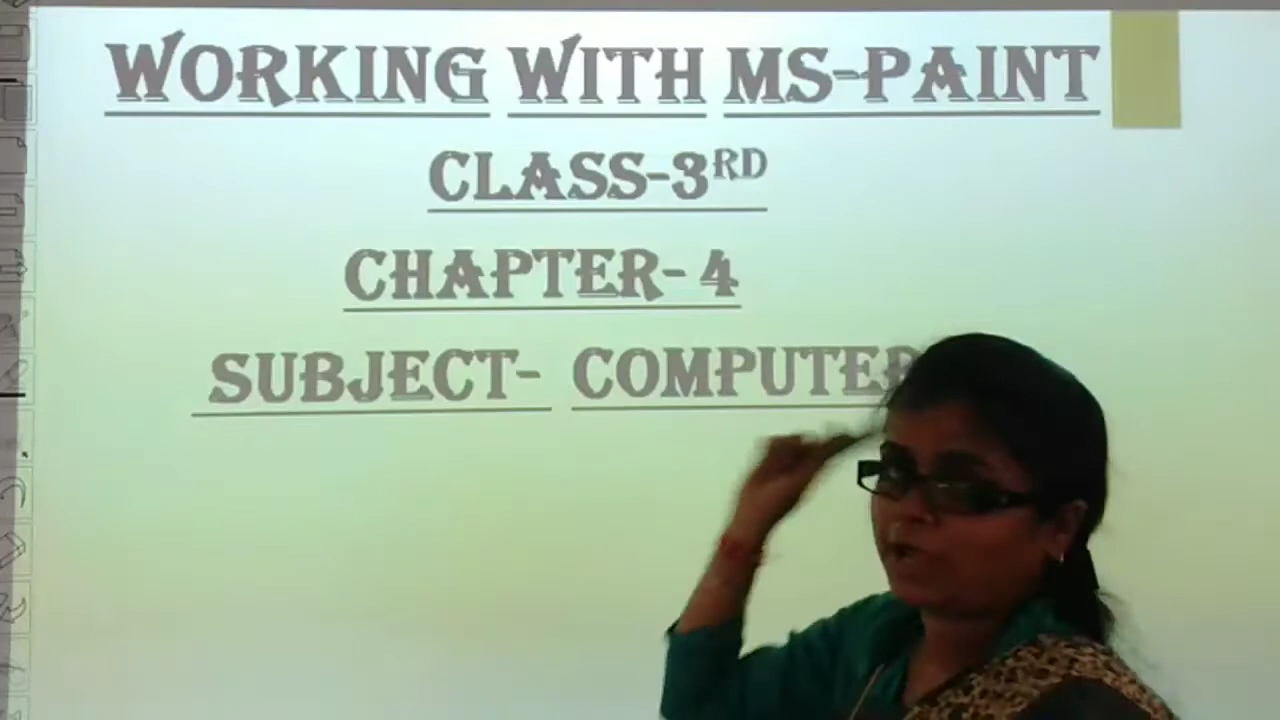 WORKING WITH MS-PAINT
CLASS-3RD
CHAPTER- 4
SUBJECT- COMPUTER